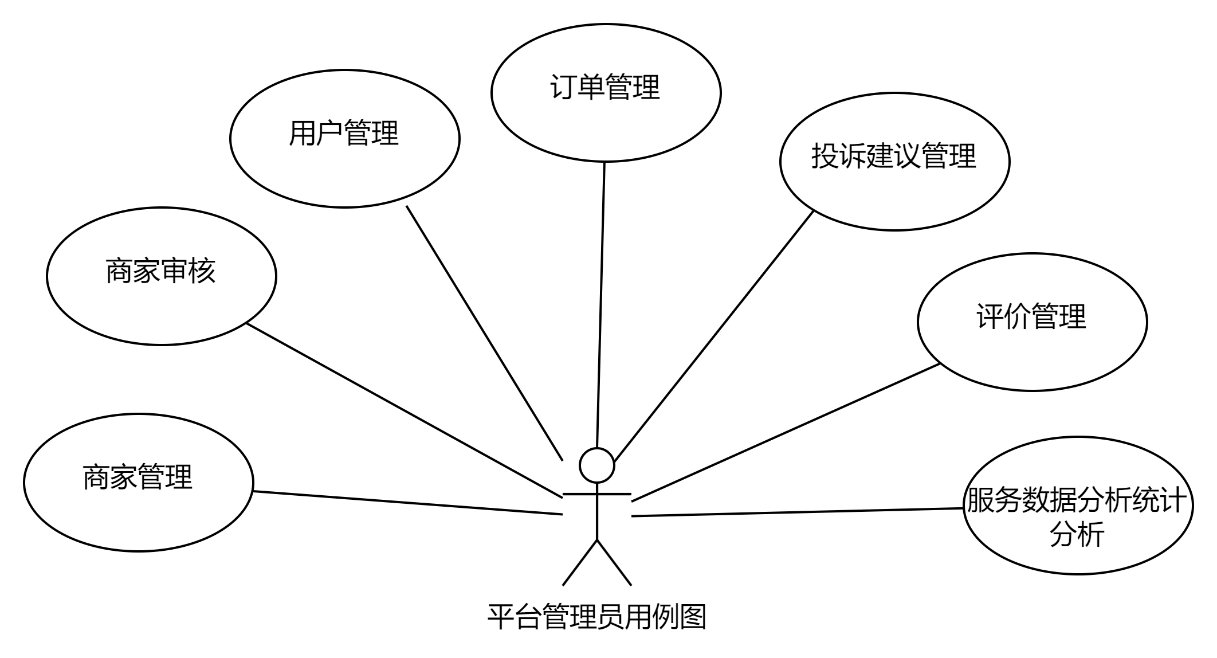 订单管理
用户管理
投诉建议管理
商家审核
评价管理
商家管理
服务数据分析统计
分析
平台管理员用例图